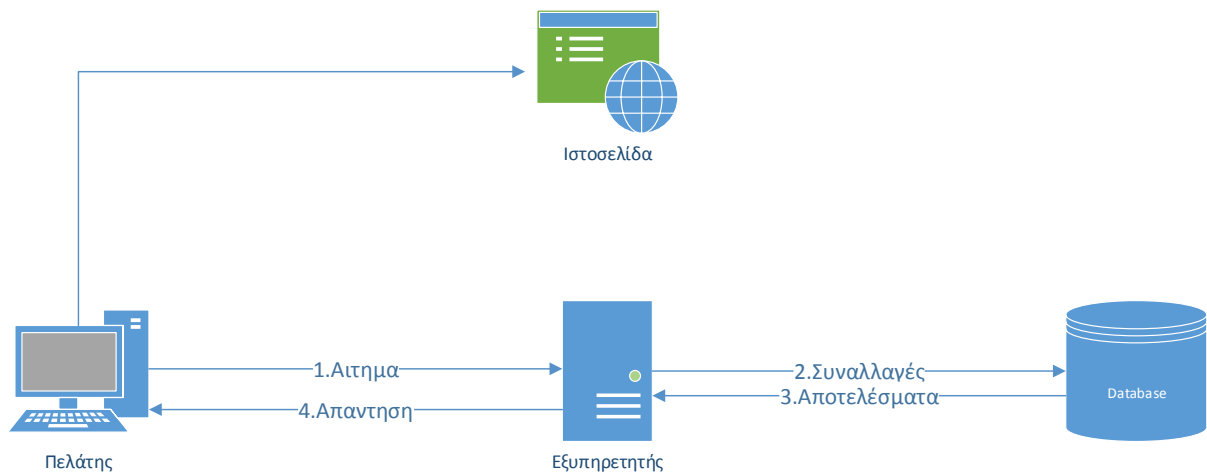 Ιστοσελίδα
1.Αιτημα
2.Συναλλαγές
4.Απαντηση
3.Αποτελέσματα
Database
Πελάτης
Εξυπηρετητής